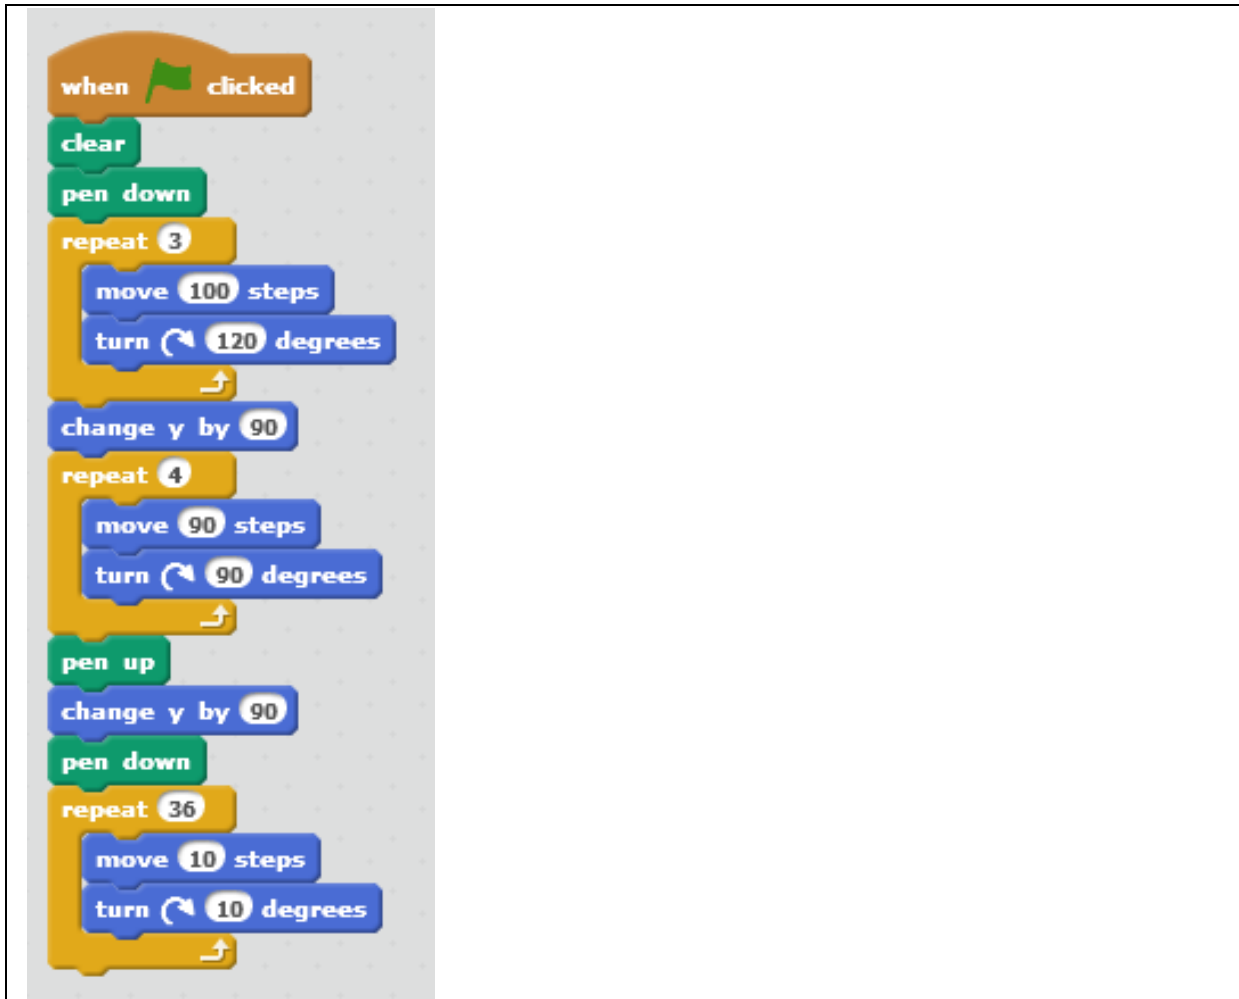 when clicked
clear
pen down
repeat 3
move 100 steps
turn 120 degrees
change y by 90
repeat 4
move 90 steps
turn 90 degrees
pen up
change y by 90
pen down
repeat 36
move 10 steps
turn 10 degrees